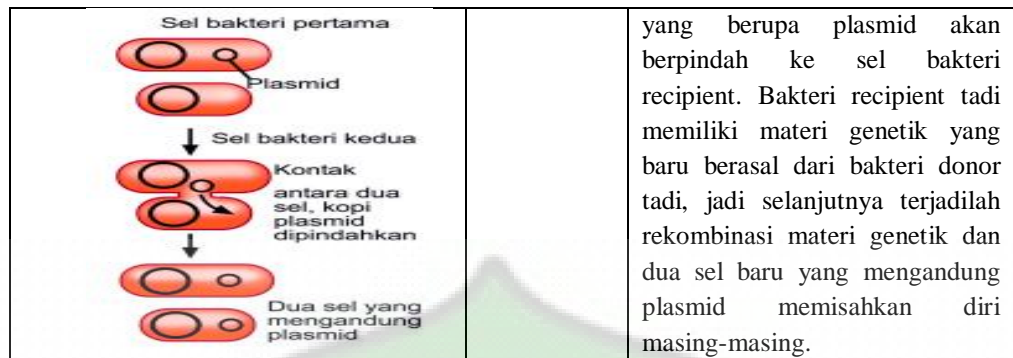 Sel bakteri pertama
Plasmid
Sel bakteri kedua
Kontak
antara dua
sel, kopi
plasmid
dipindahkan
Dua sel yang
mengandung
plasmid
yang berupa plasmid akan
berpindah ke sel bakteri
recipient. Bakteri recipient tadi
memiliki materi genetik yang
baru berasal dari bakteri donor
tadi, jadi selanjutnya terjadilah
rekombinasi materi genetik dan
dua sel baru yang mengandung
plasmid memisahkan diri
masing-masing.